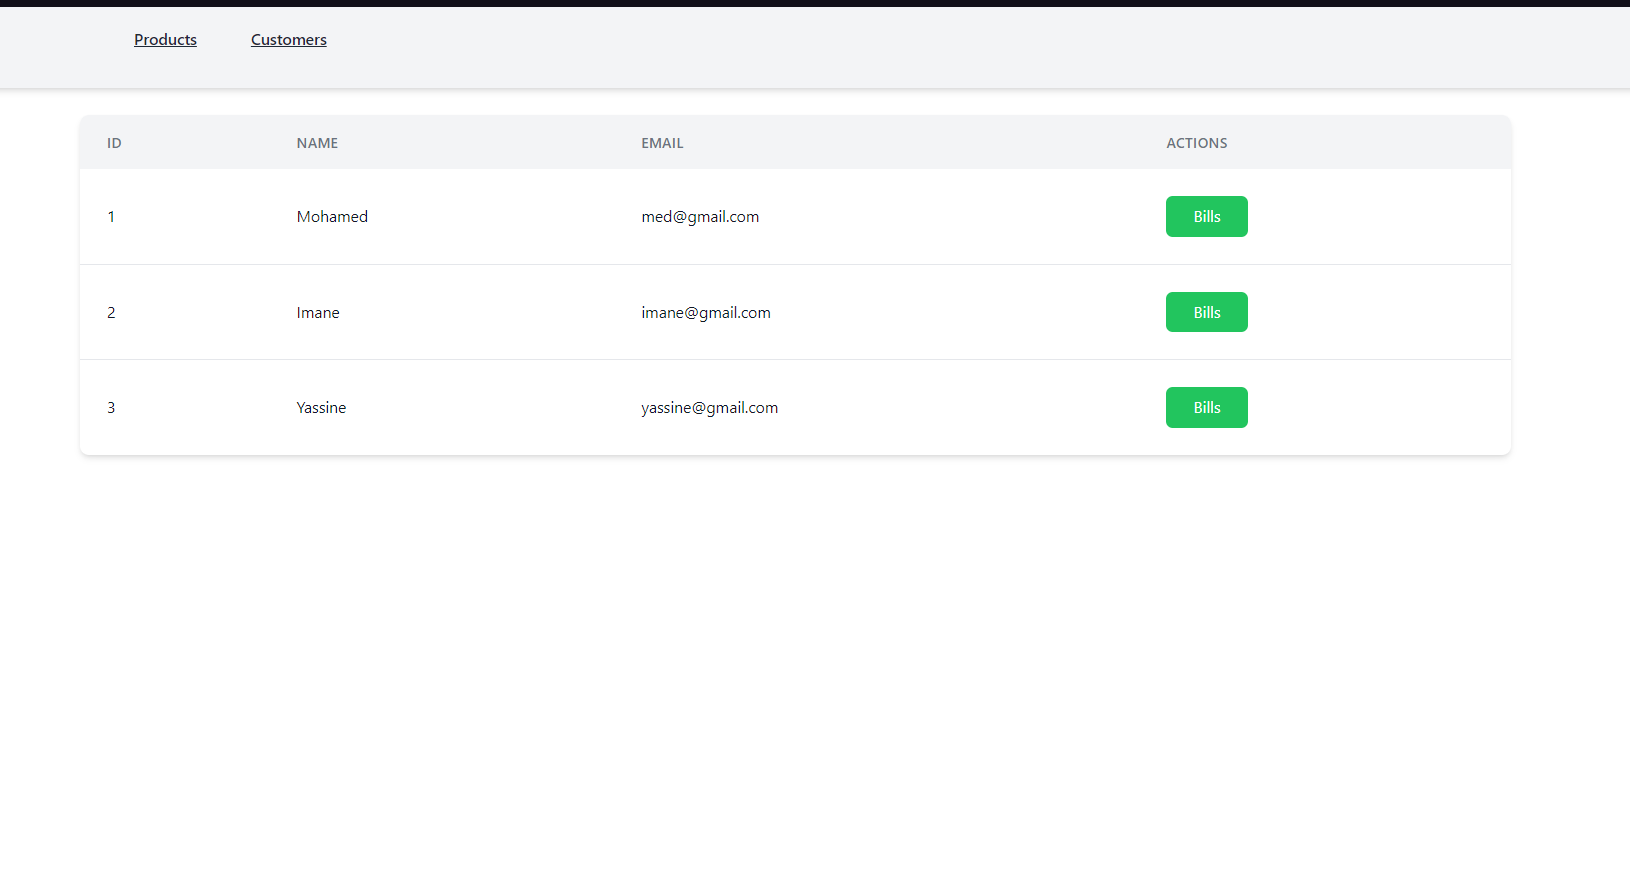 Products Customers
ID NAME EMAIL ACTIONS
1 Mohamed med@gmail.com Bills
2 Imane imane@gmail.com Bills
3 Yassine yassine@gmail.com Bills